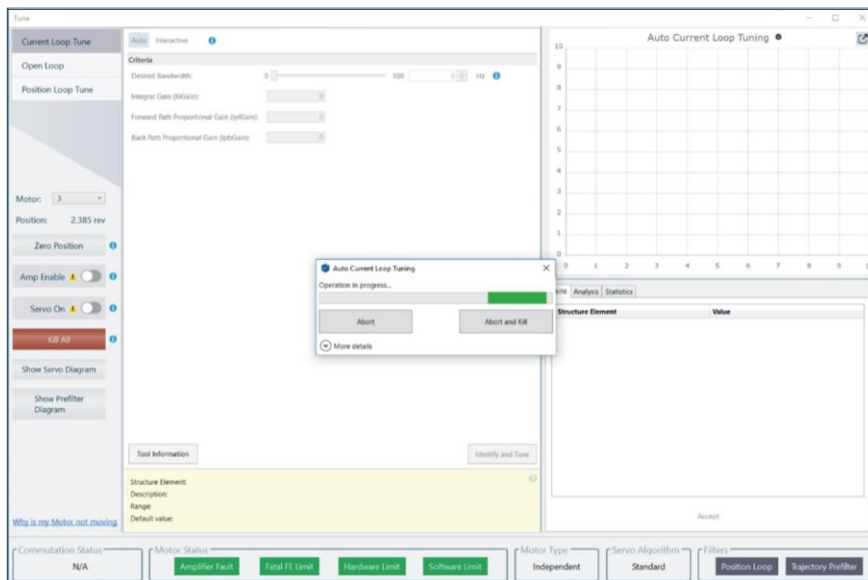 Tune
Current Loop Tune
Open Loop
Position Loop Tune
Motor: 3
Position: 2.385 rev
Zero Position
Amp Enable
Servo On
Kill All
Show Servo Diagram
Show Prefilter
Diagram
Why is my Motor not moving
Auto Interactive
Criteria
Desired Bandwidth: 0 500 0 Hz
Integral Gain (IiGain): 0
Forward Path Proportional Gain (IpfGain): 0
Back Path Proportional Gain (IpbGain): 0
Tool Information
Identify and Tune
Structure Element:
Description:
Range:
Default value:
Auto Current Loop Tuning
Operation in progress...
Abort
Abort and Kill
More details
Auto Current Loop Tuning
10
9
8
7
6
5
4
3
2
1
0
0 1 2 3 4 5 6 7 8 9
Analysis Statistics
Structure Element Value
Accept
Commutation Status
N/A
Motor Status
Amplifier Fault Fatal FE Limit Hardware Limit Software Limit
Motor Type
Independent
Servo Algorithm
Standard
Filters
Position Loop Trajectory Prefilter